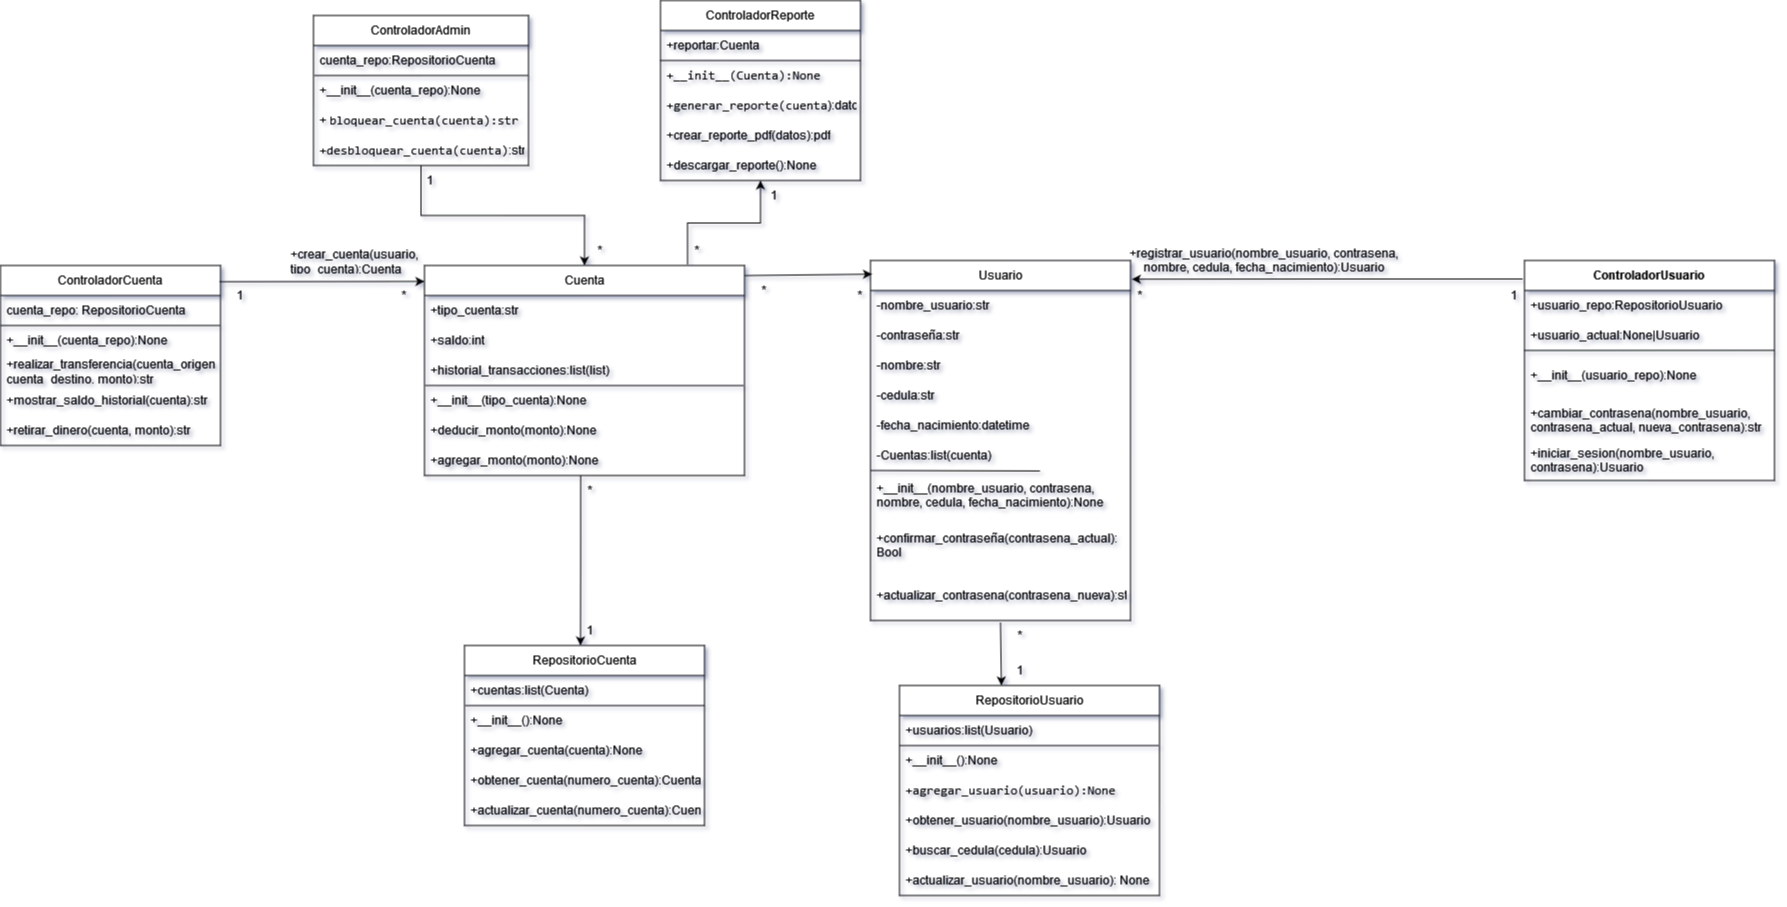 ControladorAdmin
cuenta_repo:RepositorioCuenta
+__init__(cuenta_repo):None
+ bloquear_cuenta(cuenta):str
+desbloquear_cuenta(cuenta):str
1
*
ControladorReporte
+reportar:Cuenta
+__init__(Cuenta):None
+generar_reporte(cuenta):datc
+crear_reporte_pdf(datos):pdf
+descargar_reporte():None
1
*
ControladorCuenta
cuenta_repo: RepositorioCuenta
+__init__(cuenta_repo):None
+realizar_transferencia(cuenta_origen
cuenta_destino, monto):str
+mostrar_saldo_historial(cuenta):str
+retirar_dinero(cuenta, monto):str
+crear_cuenta(usuario,
tipo_cuenta):Cuenta
1
*
Cuenta
+tipo_cuenta:str
+saldo:int
+historial_transacciones:list(list)
+__init__(tipo_cuenta):None
+deducir_monto(monto):None
+agregar_monto(monto):None
*
*
Usuario
-nombre_usuario:str
-contraseña:str
-nombre:str
-cedula:str
-fecha_nacimiento:datetime
-Cuentas:list(cuenta)
+__init__(nombre_usuario, contrasena,
nombre, cedula, fecha_nacimiento):None
+confirmar_contraseña(contrasena_actual):
Bool
+actualizar_contrasena(contrasena_nueva):st
+registrar_usuario(nombre_usuario, contrasena,
nombre, cedula, fecha_nacimiento):Usuario
*
1
ControladorUsuario
+usuario_repo:RepositorioUsuario
+usuario_actual:None|Usuario
+__init__(usuario_repo):None
+cambiar_contrasena(nombre_usuario,
contrasena_actual, nueva_contrasena):str
+iniciar_sesion(nombre_usuario,
contrasena):Usuario
*
1
RepositorioCuenta
+cuentas:list(Cuenta)
+__init__():None
+agregar_cuenta(cuenta):None
+obtener_cuenta(numero_cuenta):Cuenta
+actualizar_cuenta(numero_cuenta):Cuen
*
1
RepositorioUsuario
+usuarios:list(Usuario)
+__init__():None
+agregar_usuario(usuario):None
+obtener_usuario(nombre_usuario):Usuario
+buscar_cedula(cedula):Usuario
+actualizar_usuario(nombre_usuario): None